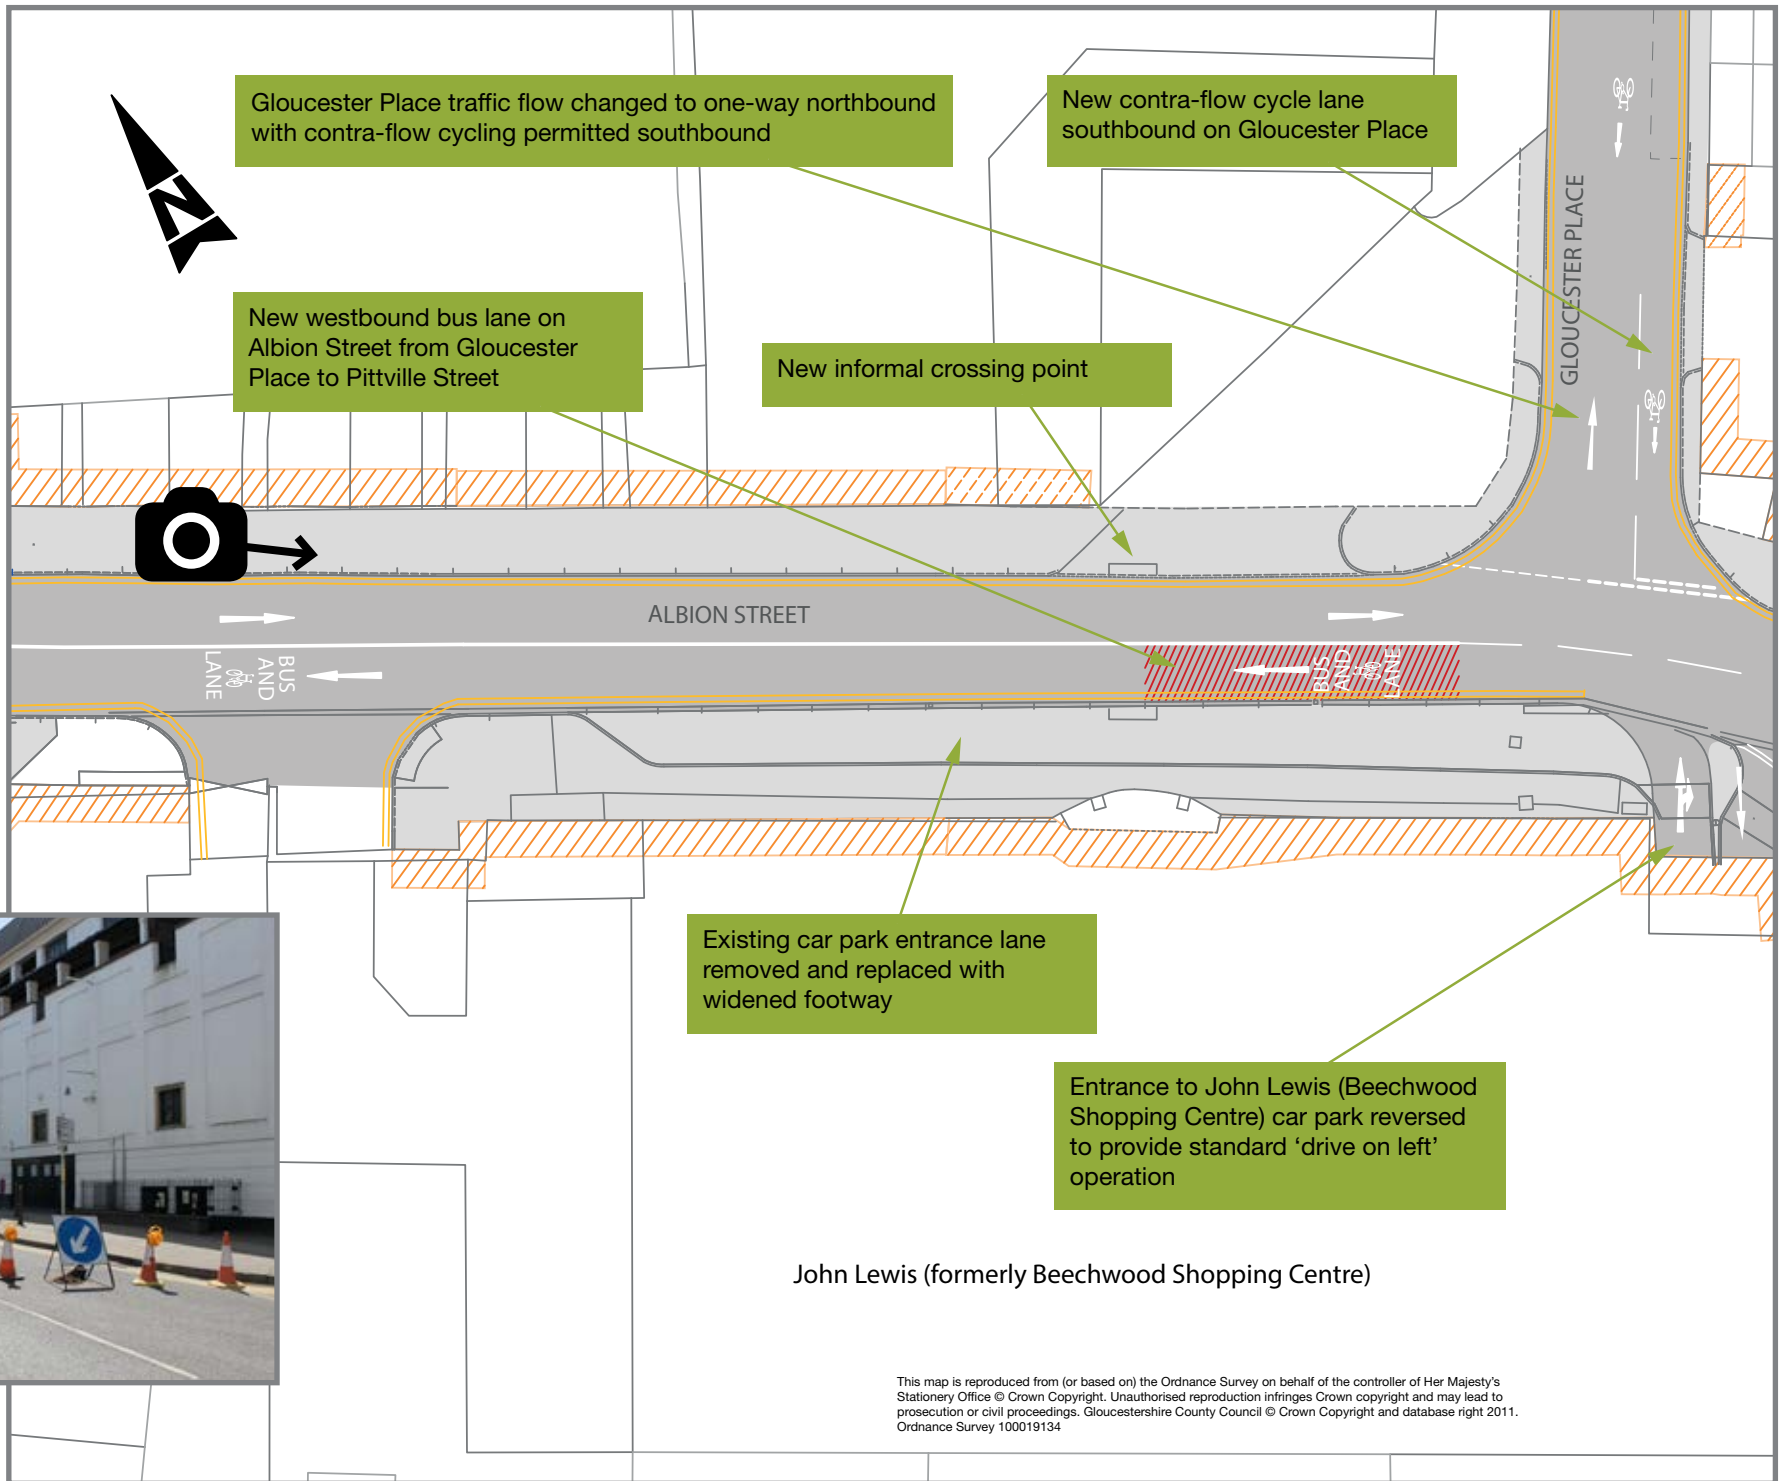 Gloucester Place traffic flow changed to one-way northbound
with contra-flow cycling permitted southbound
New contra-flow cycle lane
southbound on Gloucester Place
N
GLOUCESTER PLACE
New westbound bus lane on
Albion Street from Gloucester
Place to Pittville Street
New informal crossing point
ALBION STREET
BUS
AND
LANE
BUS
AND
LANE
Existing car park entrance lane
removed and replaced with
widened footway
Entrance to John Lewis (Beechwood
Shopping Centre) car park reversed
to provide standard ‘drive on left’
operation
John Lewis (formerly Beechwood Shopping Centre)
This map is reproduced from (or based on) the Ordnance Survey on behalf of the controller of Her Majesty's
Stationery Office © Crown Copyright. Unauthorised reproduction infringes Crown copyright and may lead to
prosecution or civil proceedings. Gloucestershire County Council © Crown Copyright and database right 2011.
Ordnance Survey 100019134